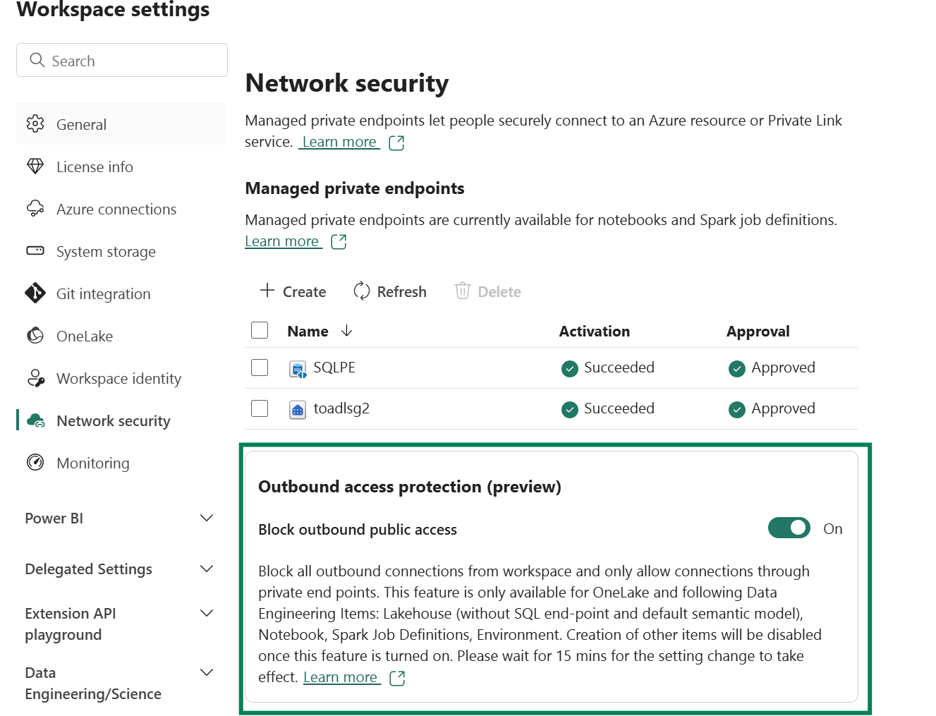 Workspace settings
Search
General
License info
Azure connections
System storage
Git integration
OneLake
Workspace identity
Network security
Monitoring
Power BI
Delegated Settings
Extension API
playground
Data
Engineering/Science
Network security
Managed private endpoints let people securely connect to an Azure resource or Private Link
service. Learn more
Managed private endpoints
Managed private endpoints are currently available for notebooks and Spark job definitions.
Learn more
Create Refresh Delete
Name Activation Approval
SQLPE Succeeded Approved
toadlsg2 Succeeded Approved
Outbound access protection (preview)
Block outbound public access On
Block all outbound connections from workspace and only allow connections through
private end points. This feature is only available for OneLake and following Data
Engineering Items: Lakehouse (without SQL end-point and default semantic model),
Notebook, Spark Job Definitions, Environment. Creation of other items will be disabled
once this feature is turned on. Please wait for 15 mins for the setting change to take
effect. Learn more